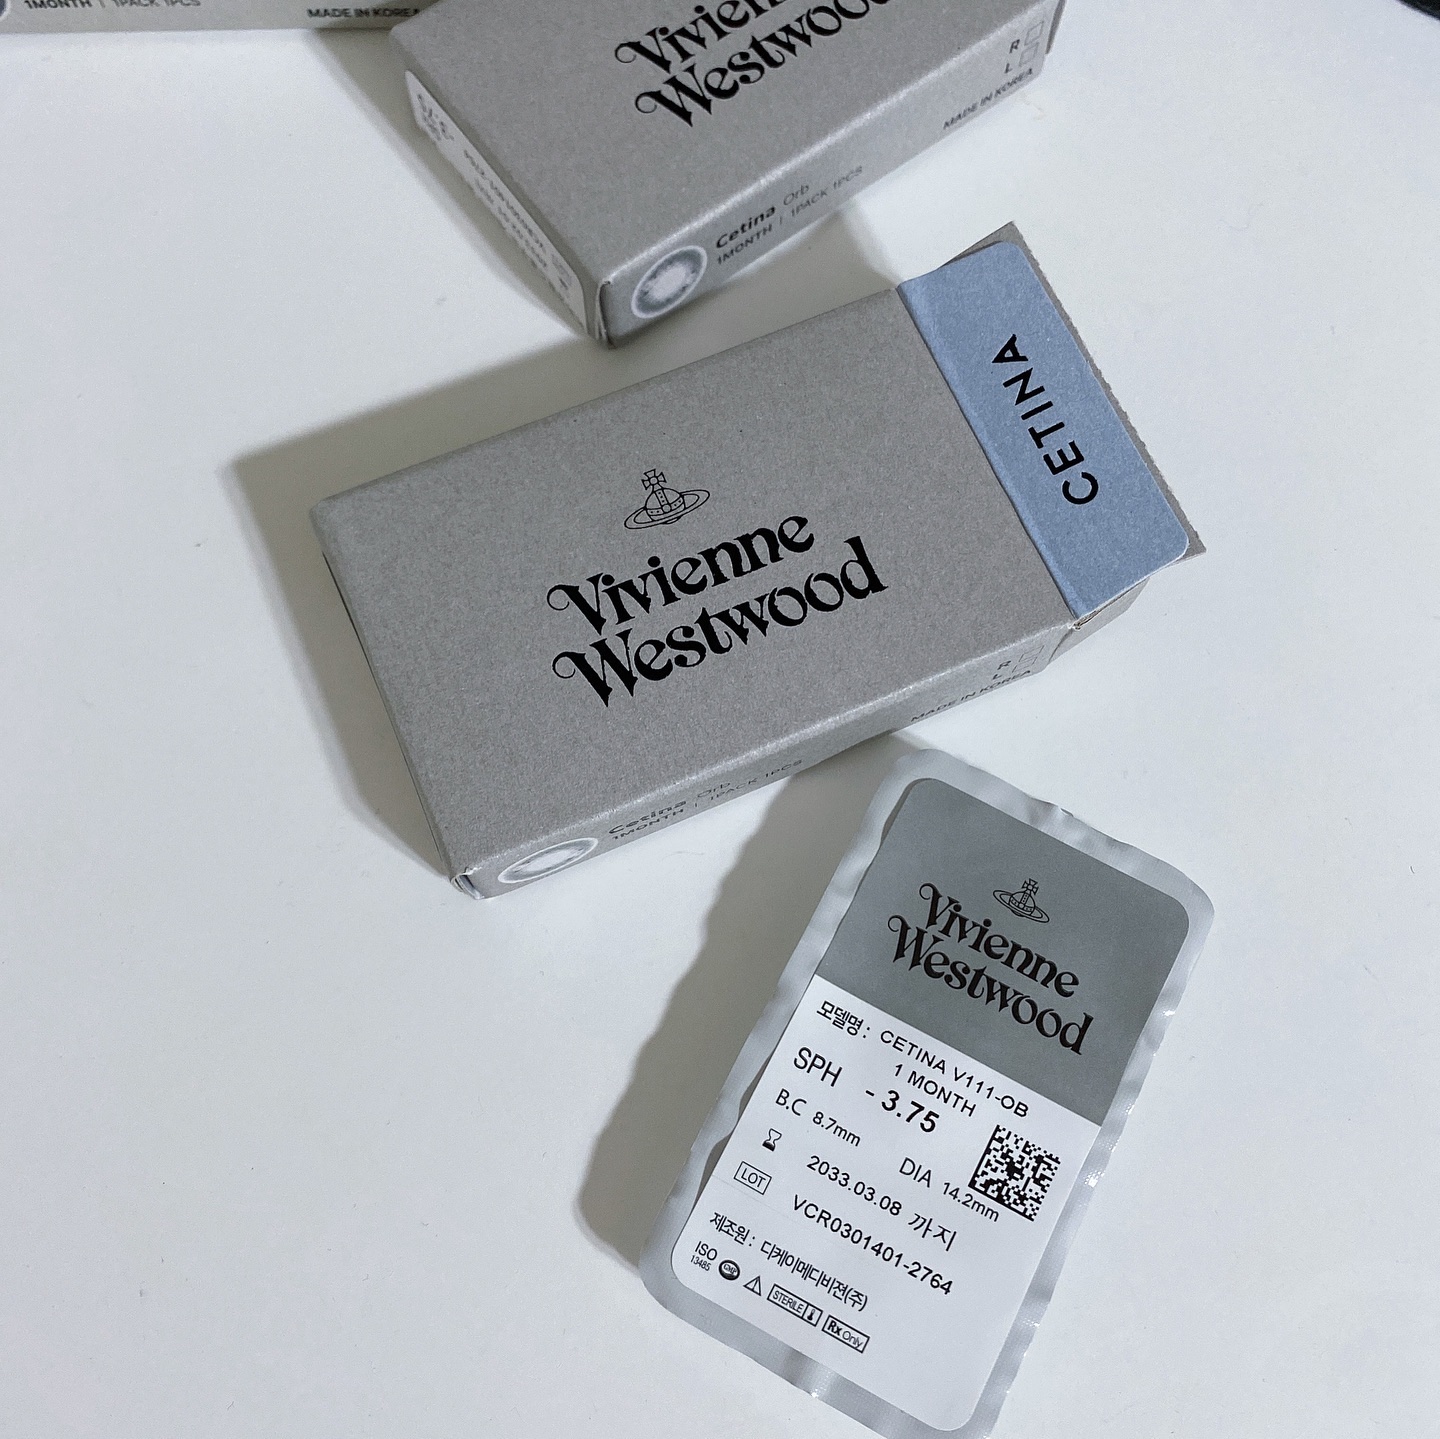 1MONTH | 1PACK 1PCS
MADE IN KOREA
Vivienne
Westwood
R
L
MADE IN KOREA
Cetina Orb
1MONTH | 1PACK 1PCS
CETINA
Vivienne
Westwood
R
L
MADE IN KOREA
Cetina Orb
1MONTH | 1PACK 1PCS
Vivienne
Westwood
모델명 : CETINA V111-OB
1 MONTH
SPH - 3.75
B.C 8.7mm DIA 14.2mm
2033.03.08 까지
LOT VCR0301401-2764
제조원 : 디케이메디비젼(주)
ISO
13485
GMP
STERILE
Rx Only